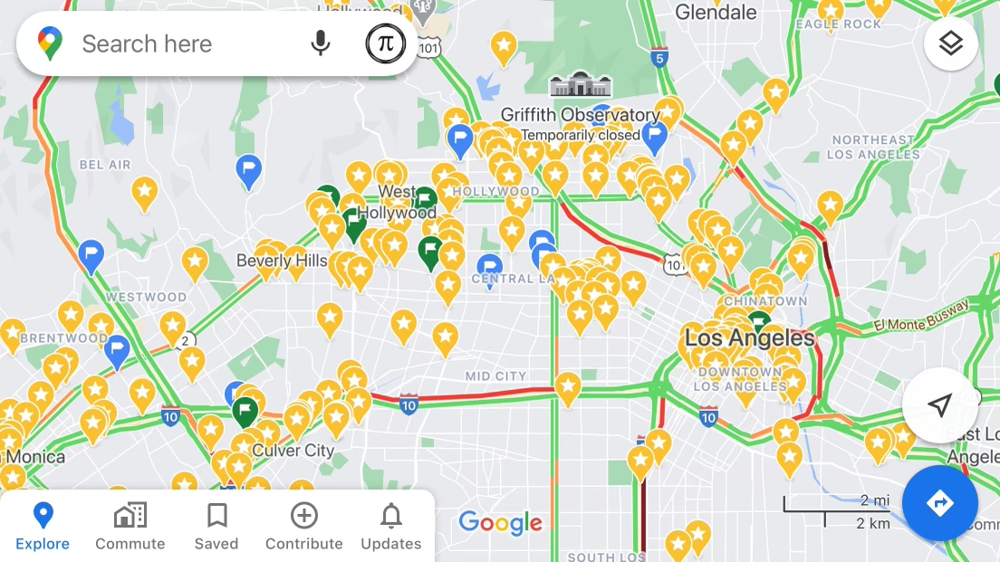 Hollywood
Glendale
EAGLE ROCK
Search here
π
101
5
Griffith Observatory
Temporarily closed
NORTHEAST
LOS ANGELES
BEL AIR
West
Hollywood
HOLLYWOOD
Beverly Hills
10
CENTRAL LA
WESTWOOD
CHINATOWN
El Monte Busway
BRENTWOOD
2
Los Angeles
MID CITY
DOWNTOWN
LOS ANGELES
10
10
10
Monica
Culver City
East Lo
Angele
2 mi
2 km
Explore
Commute
Saved
Contribute
Updates
Google
Comm
SOUTH LOS